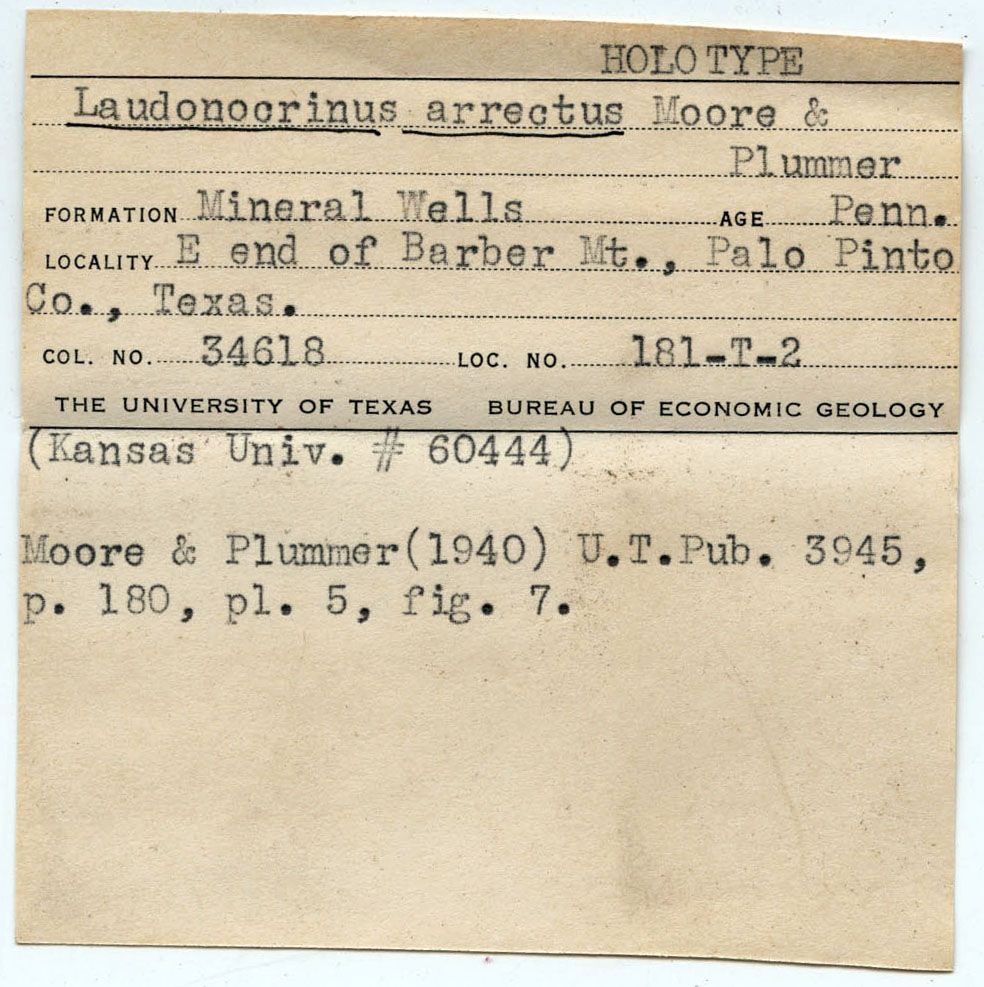 HOLOTYPE
Laudonocrinus arrectus Moore &
Plummer
FORMATION Mineral Wells AGE Penn.
LOCALITY E end of Barber Mt., Palo Pinto
Co., Texas.
COL. NO. 34618 LOC. NO. 181-T-2
THE UNIVERSITY OF TEXAS BUREAU OF ECONOMIC GEOLOGY
(Kansas Univ. # 60444)
Moore & Plummer(1940) U.T.Pub. 3945,
p. 180, pl. 5, fig. 7.